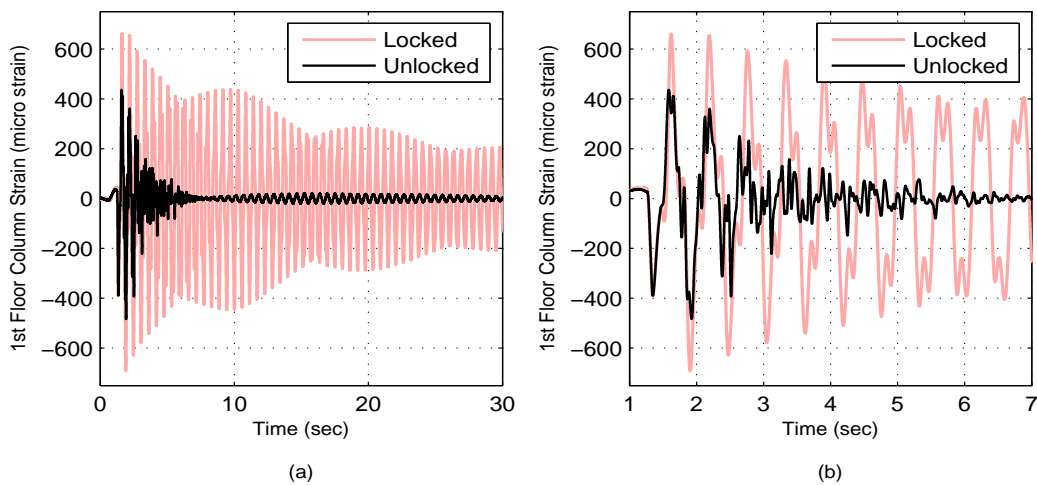 1st Floor Column Strain (micro strain)
600
400
200
0
−200
−400
−600
Locked
Unlocked
0 10 20 30
Time (sec)
(a)
1st Floor Column Strain (micro strain)
600
400
200
0
−200
−400
−600
Locked
Unlocked
1 2 3 4 5 6 7
Time (sec)
(b)